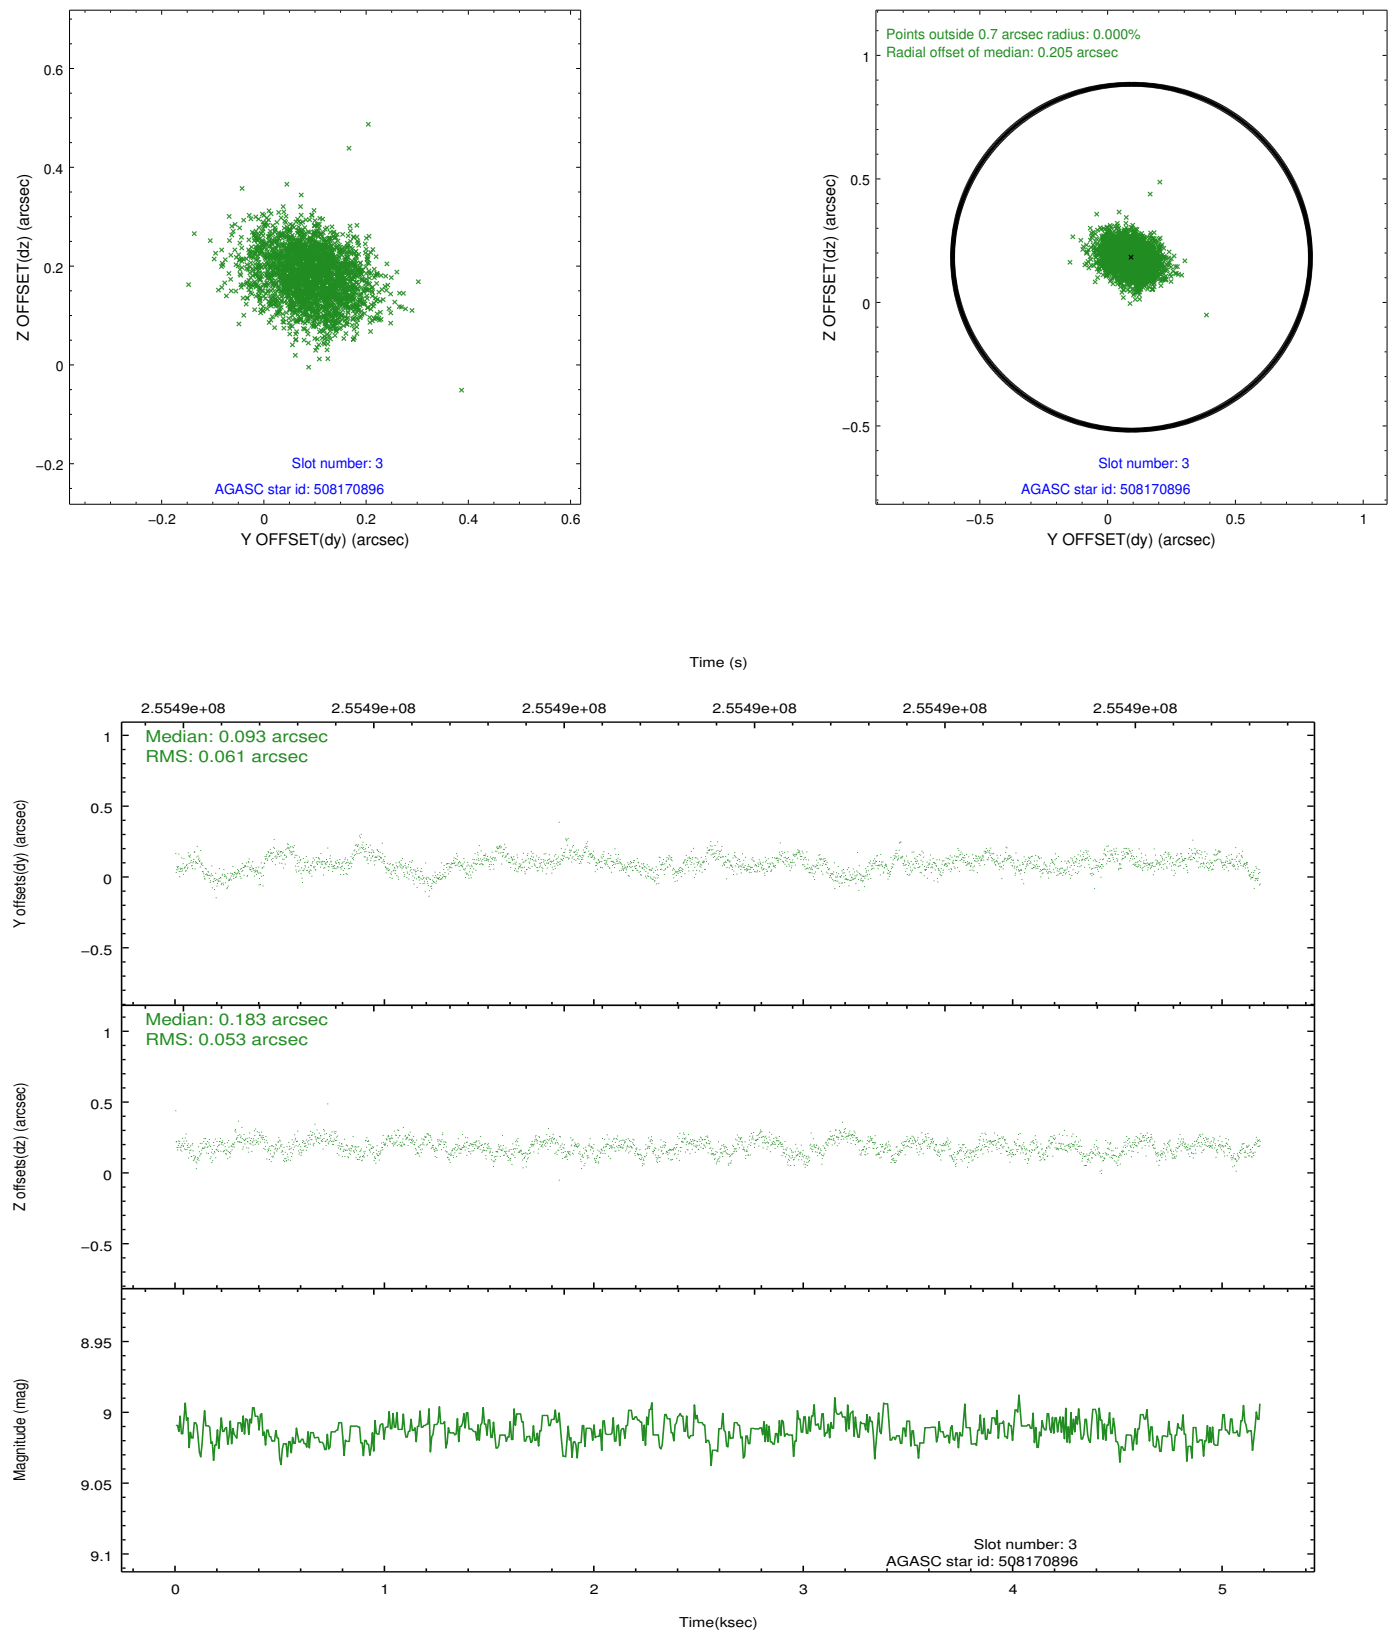 0.6
0.4
0.2
0
−0.2
Z OFFSET(dz) (arcsec)
Slot number: 3
AGASC star id: 508170896
−0.2
0
0.2
0.4
0.6
Y OFFSET(dy) (arcsec)
Points outside 0.7 arcsec radius: 0.000%
Radial offset of median: 0.205 arcsec
1
0.5
0
−0.5
Z OFFSET(dz) (arcsec)
Slot number: 3
AGASC star id: 508170896
−0.5
0
0.5
1
Y OFFSET(dy) (arcsec)
Time (s)
2.5549e+08
2.5549e+08
2.5549e+08
2.5549e+08
2.5549e+08
2.5549e+08
Median: 0.093 arcsec
RMS: 0.061 arcsec
1
0.5
0
−0.5
Y offsets(dy) (arcsec)
Median: 0.183 arcsec
RMS: 0.053 arcsec
1
0.5
0
−0.5
Z offsets(dz) (arcsec)
8.95
9
9.05
9.1
Magnitude (mag)
Slot number: 3
AGASC star id: 508170896
0
1
2
3
4
5
Time(ksec)